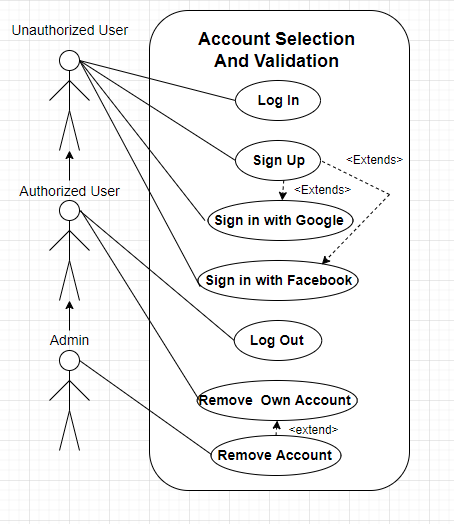 Unauthorized User
Account Selection
And Validation
Log In
Sign Up
<Extends>
<Extends>
Authorized User
Sign in with Google
Sign in with Facebook
Log Out
Admin
Remove Own Account
<extend>
Remove Account